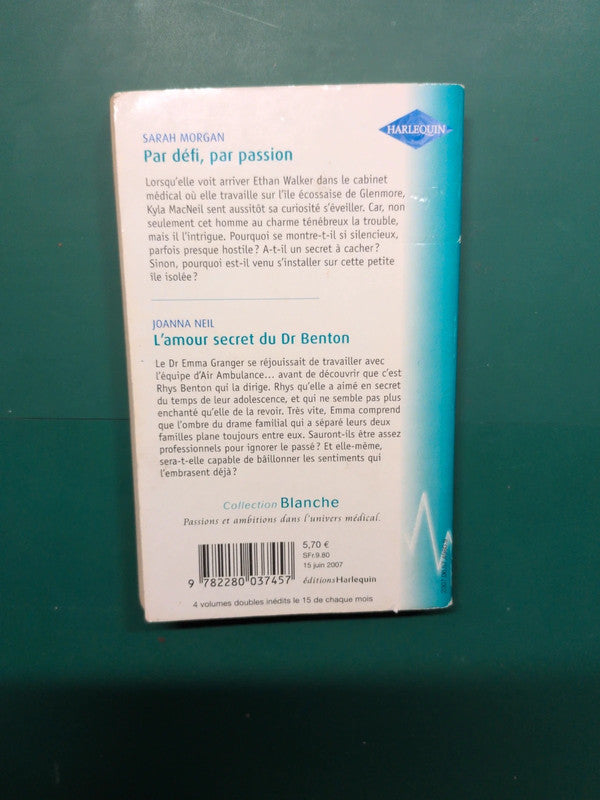 HARLEQUIN
SARAH MORGAN
Par défi, par passion
Lorsqu'elle voit arriver Ethan Walker dans le cabinet
médical où elle travaille sur l'île écossaise de Glenmore,
Kyla MacNeil sent aussitôt sa curiosité s'éveiller. Car, non
seulement cet homme au charme ténébreux la trouble,
mais il l'intrigue. Pourquoi se montre-t-il si silencieux,
parfois presque hostile ? A-t-il un secret à cacher ?
Sinon, pourquoi est-il venu s'installer sur cette petite
île isolée ?
JOANNA NEIL
L'amour secret du Dr Benton
Le Dr Emma Granger se réjouissait de travailler avec
l'équipe d'Air Ambulance... avant de découvrir que c'est
Rhys Benton qui la dirige. Rhys qu'elle a aimé en secret
du temps de leur adolescence, et qui ne semble pas plus
enchanté qu'elle de la revoir. Très vite, Emma comprend
que l'ombre du drame familial qui a séparé leurs deux
familles plane toujours entre eux. Sauront-ils être assez
professionnels pour ignorer le passé ? Et elle-même,
sera-t-elle capable de bâillonner les sentiments qui
l'embrasent déjà ?
Collection Blanche
Passions et ambitions dans l'univers médical.
5,70 €
SFr.9.80
15 juin 2007
9 782280 037457
éditionsHarlequin
4 volumes doubles inédits le 15 de chaque mois